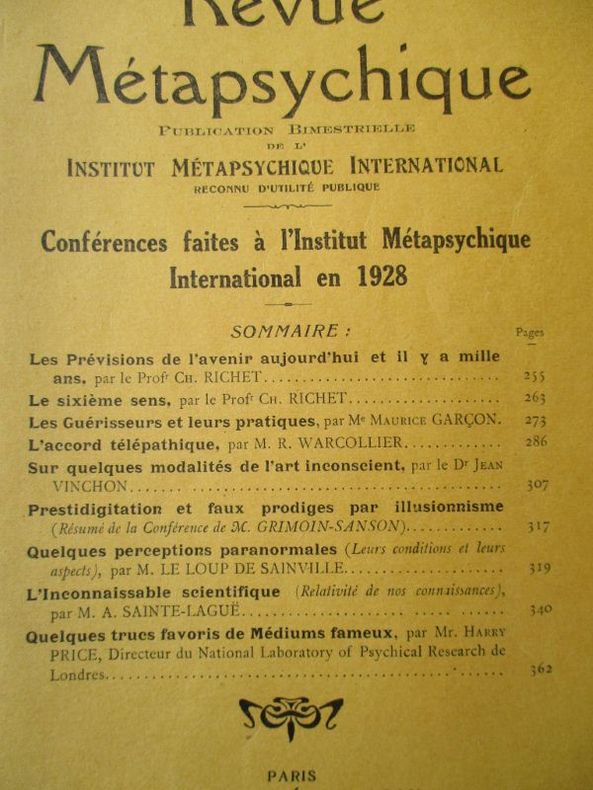 Revue
Métapsychique
PUBLICATION BIMESTRIELLE
DE L'
INSTITUT MÉTAPSYCHIQUE INTERNATIONAL
RECONNU D'UTILITÉ PUBLIQUE
Conférences faites à l'Institut Métapsychique
International en 1928
SOMMAIRE :
Pages
Les Prévisions de l'avenir aujourd'hui et il y a mille
ans, par le Profr CH. RICHET........................... 255
Le sixième sens, par le Profr CH. RICHET................. 263
Les Guérisseurs et leurs pratiques, par Me MAURICE GARÇON. 273
L'accord télépathique, par M. R. WARCOLLIER............ 286
Sur quelques modalités de l'art inconscient, par le Dr JEAN
VINCHON...... ......................................... 307
Prestidigitation et faux prodiges par illusionnisme
(Résumé de la Conférence de M. GRIMOIN-SANSON)............ 317
Quelques perceptions paranormales (Leurs conditions et leurs
aspects), par M. LE LOUP DE SAINVILLE.................... 319
L'Inconnaissable scientifique (Relativité de nos connaissances),
par M. A. SAINTE-LAGUË..................... ..... ...... 340
Quelques trucs favoris de Médiums fameux, par Mr. HARRY
PRICE, Directeur du National Laboratory of Psychical Research de
Londres................................................ 362
PARIS